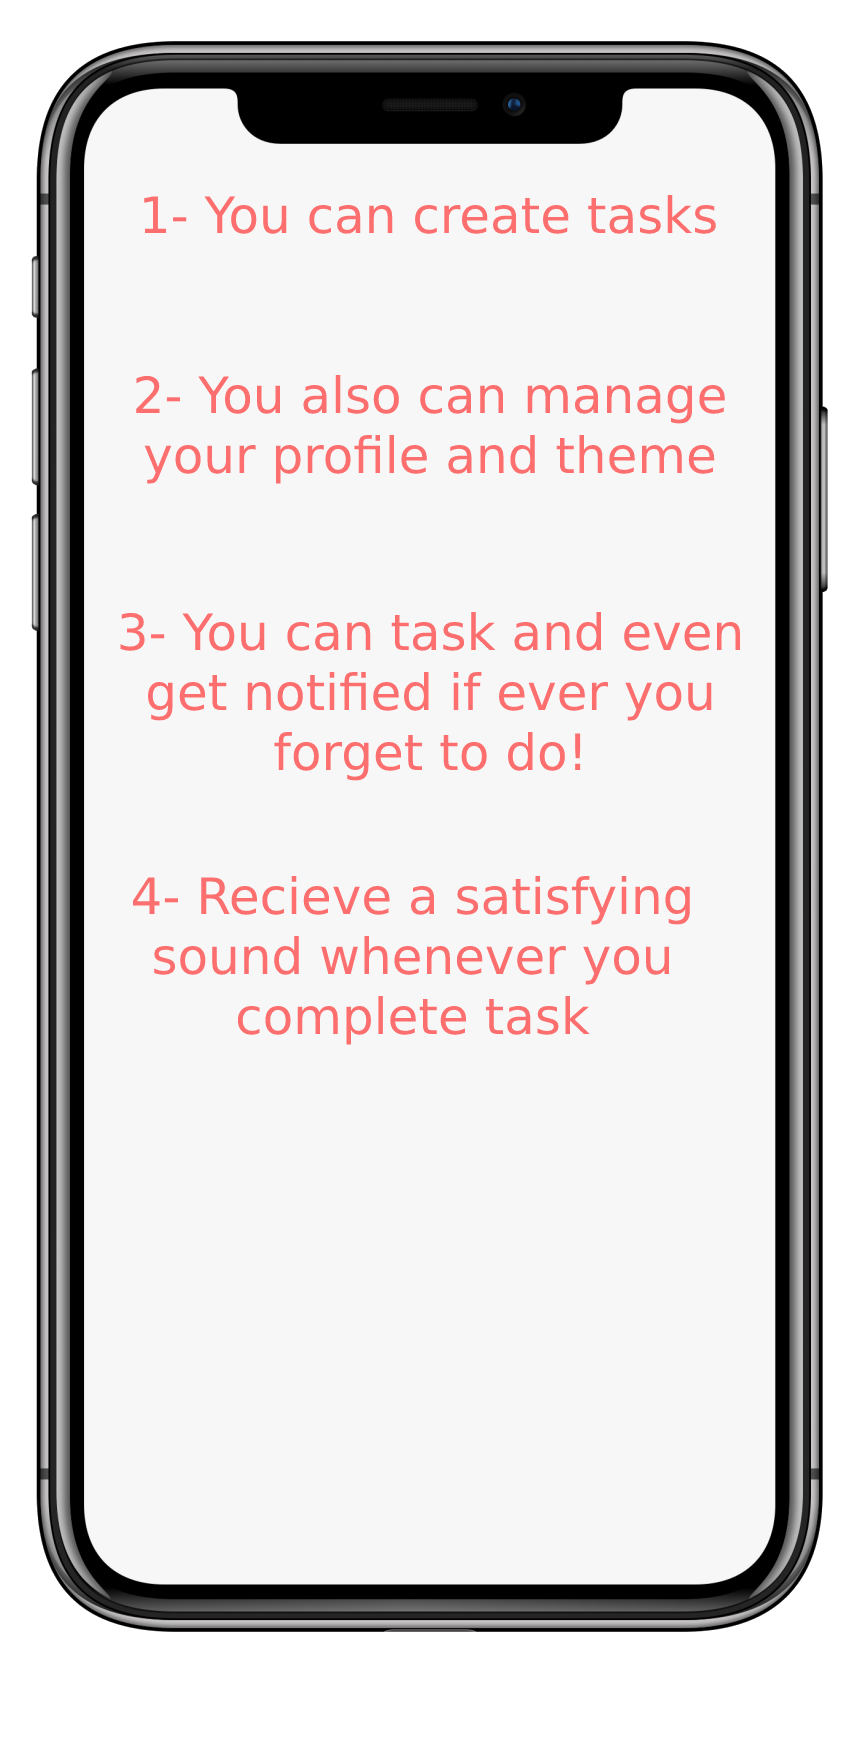 1- You can create tasks
2- You also can manage
your profile and theme
3- You can task and even
get notified if ever you
forget to do!
4- Recieve a satisfying
sound whenever you
complete task